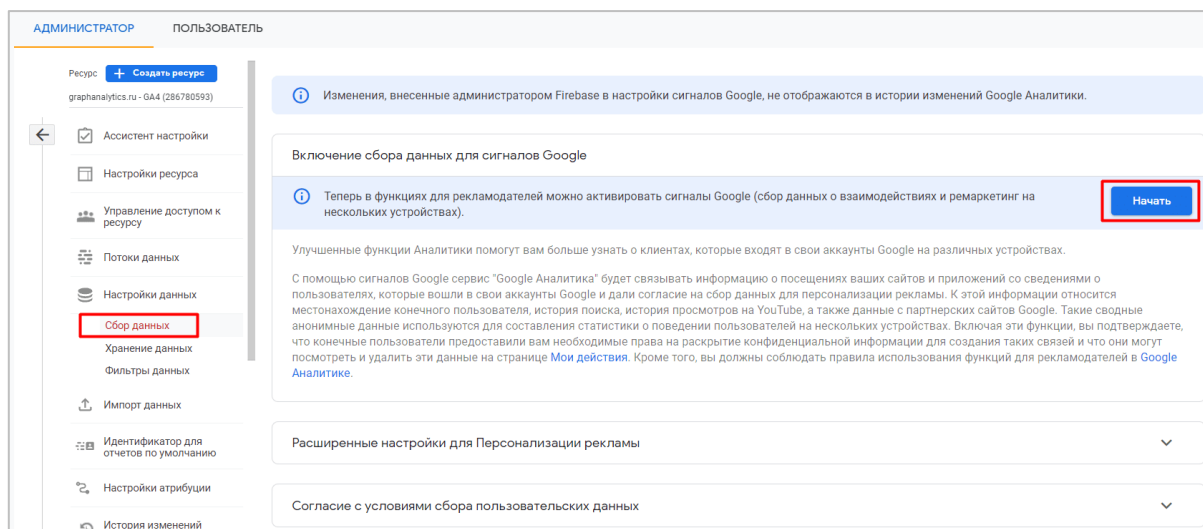 АДМИНИСТРАТОР ПОЛЬЗОВАТЕЛЬ
Ресурс + Создать ресурс
graphanalytics.ru - GA4 (286780593)
Ассистент настройки
Настройки ресурса
Управление доступом к
ресурсу
Потоки данных
Настройки данных
Сбор данных
Хранение данных
Фильтры данных
Импорт данных
Идентификатор для
отчетов по умолчанию
Настройки атрибуции
История изменений
Изменения, внесенные администратором Firebase в настройки сигналов Google, не отображаются в истории изменений Google Аналитики.
Включение сбора данных для сигналов Google
Теперь в функциях для рекламодателей можно активировать сигналы Google (сбор данных о взаимодействиях и ремаркетинг на
нескольких устройствах).
Начать
Улучшенные функции Аналитики помогут вам больше узнать о клиентах, которые входят в свои аккаунты Google на различных устройствах.
С помощью сигналов Google сервис "Google Аналитика" будет связывать информацию о посещениях ваших сайтов и приложений со сведениями о
пользователях, которые вошли в свои аккаунты Google и дали согласие на сбор данных для персонализации рекламы. К этой информации относится
местонахождение конечного пользователя, история поиска, история просмотров на YouTube, а также данные с партнерских сайтов Google. Такие сводные
анонимные данные используются для составления статистики о поведении пользователей на нескольких устройствах. Включая эти функции, вы подтверждаете,
что конечные пользователи предоставили вам необходимые права на раскрытие конфиденциальной информации для создания таких связей и что они могут
посмотреть и удалить эти данные на странице Мои действия. Кроме того, вы должны соблюдать правила использования функций для рекламодателей в Google
Аналитике.
Расширенные настройки для Персонализации рекламы
Согласие с условиями сбора пользовательских данных